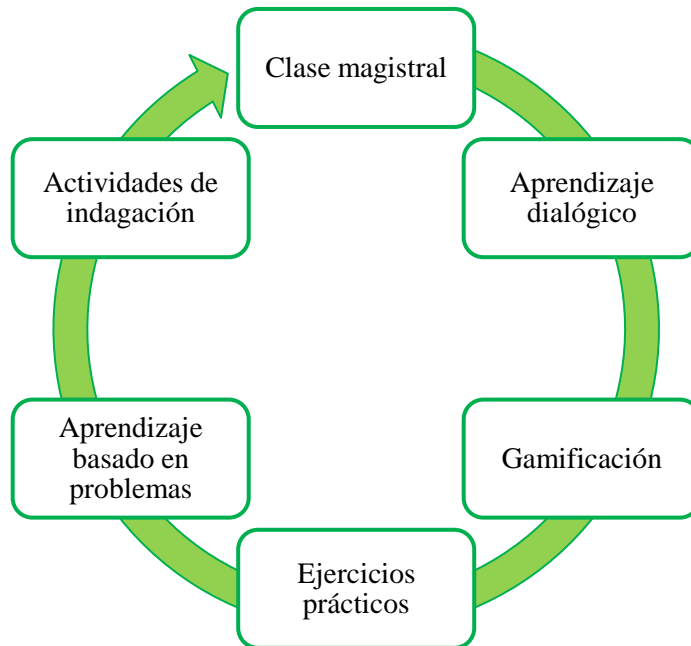 Clase magistral
Aprendizaje
dialógico
Gamificación
Ejercicios
prácticos
Aprendizaje
basado en
problemas
Actividades de
indagación